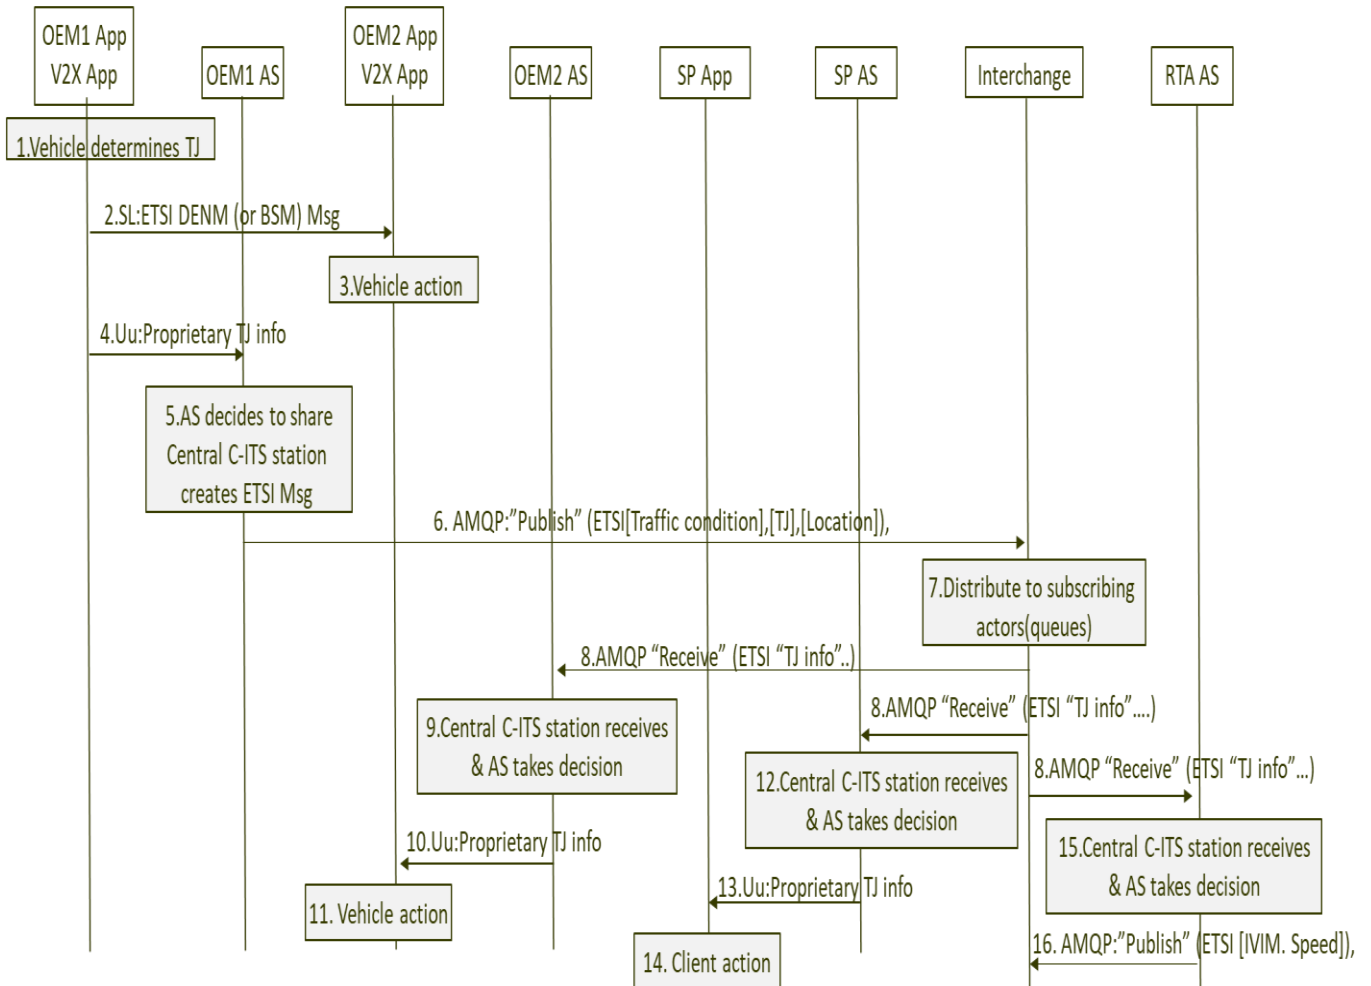 OEM1 App
V2X App
OEM1 AS
OEM2 App
V2X App
OEM2 AS
SP App
SP AS
Interchange
RTA AS
1.Vehicle determines TJ
2.SL:ETSI DENM (or BSM) Msg
3.Vehicle action
4.Uu:Proprietary TJ info
5.AS decides to share
Central C-ITS station
creates ETSI Msg
6. AMQP:”Publish” (ETSI[Traffic condition],[TJ],[Location]),
7.Distribute to subscribing
actors(queues)
8.AMQP “Receive” (ETSI “TJ info”..)
8.AMQP “Receive” (ETSI “TJ info”....)
9.Central C-ITS station receives
& AS takes decision
8.AMQP “Receive” (ETSI “TJ info”...)
12.Central C-ITS station receives
& AS takes decision
10.Uu:Proprietary TJ info
15.Central C-ITS station receives
& AS takes decision
13.Uu:Proprietary TJ info
11. Vehicle action
16. AMQP:”Publish” (ETSI [IVIM. Speed]),
14. Client action